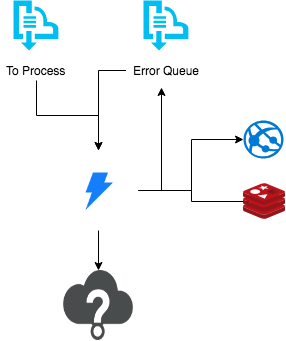 To Process
Error Queue
?